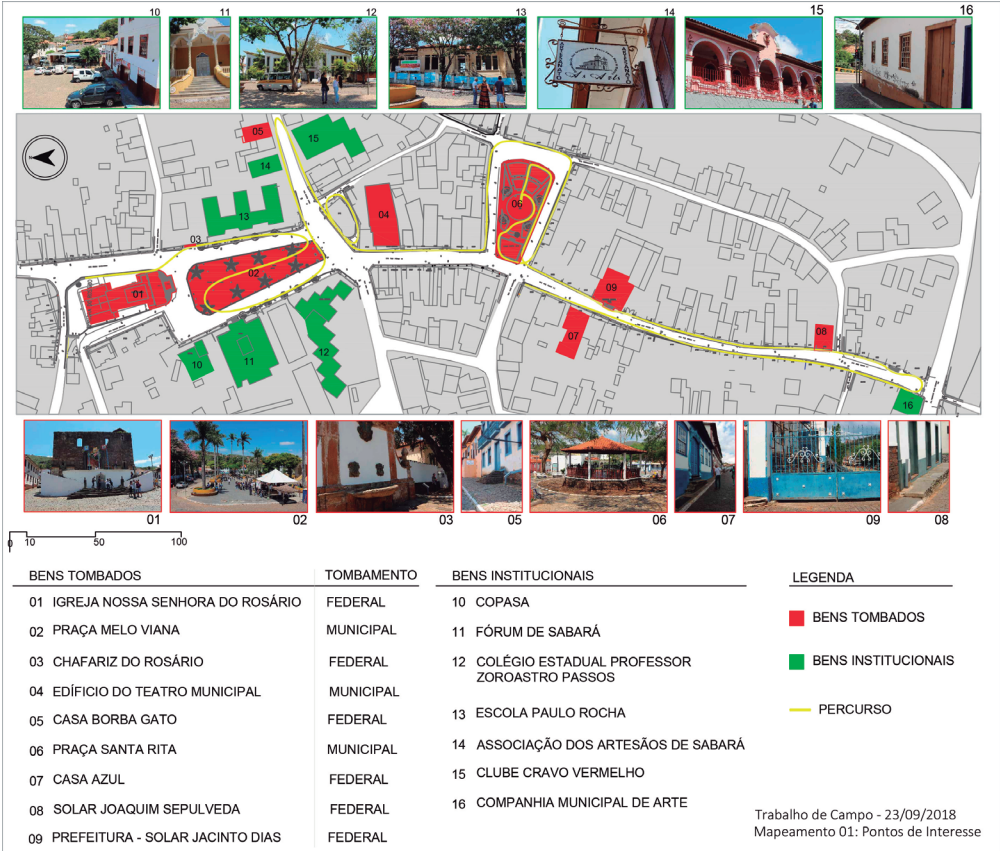 10
11
12
13
14
15
16
05
15
14
13
04
06
03
02
01
09
07
08
10
11
12
16
01
02
03
05
06
07
09
08
0 10 50 100
BENS TOMBADOS TOMBAMENTO
01 IGREJA NOSSA SENHORA DO ROSÁRIO FEDERAL
02 PRAÇA MELO VIANA MUNICIPAL
03 CHAFARIZ DO ROSÁRIO FEDERAL
04 EDÍFICIO DO TEATRO MUNICIPAL MUNICIPAL
05 CASA BORBA GATO FEDERAL
06 PRAÇA SANTA RITA MUNICIPAL
07 CASA AZUL FEDERAL
08 SOLAR JOAQUIM SEPULVEDA FEDERAL
09 PREFEITURA - SOLAR JACINTO DIAS FEDERAL
BENS INSTITUCIONAIS
10 COPASA
11 FÓRUM DE SABARÁ
12 COLÉGIO ESTADUAL PROFESSOR
ZOROASTRO PASSOS
13 ESCOLA PAULO ROCHA
14 ASSOCIAÇÃO DOS ARTESÃOS DE SABARÁ
15 CLUBE CRAVO VERMELHO
16 COMPANHIA MUNICIPAL DE ARTE
LEGENDA
BENS TOMBADOS
BENS INSTITUCIONAIS
PERCURSO
Trabalho de Campo - 23/09/2018
Mapeamento 01: Pontos de Interesse